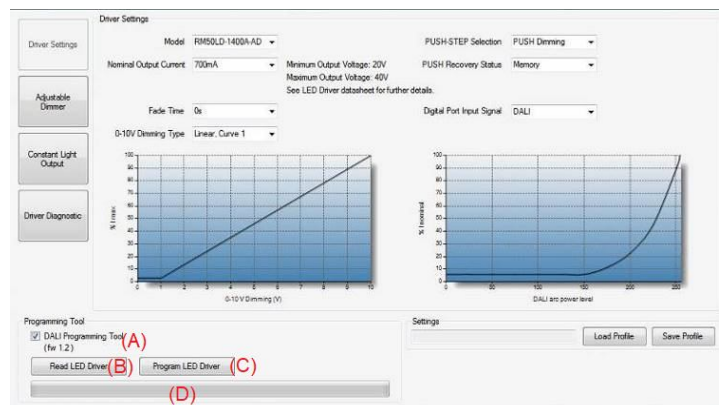 Driver Settings
Driver Settings
Adjustable
Dimmer
Constant Light
Output
Driver Diagnostic
Model RM50LD-1400A-AD
PUSH-STEP Selection PUSH Dimming
Nominal Output Current 700mA
Minimum Output Voltage: 20V
Maximum Output Voltage: 40V
See LED Driver datasheet for further details.
PUSH Recovery Status Memory
Fade Time 0s
Digital Port Input Signal DALI
0-10V Dimming Type Linear, Curve 1
% Imax
100
90
80
70
60
50
40
30
20
10
0
0 1 2 3 4 5 6 7 8 9 10
0-10 V Dimming (V)
% Inominal
100
90
80
70
60
50
40
30
20
10
0
0 50 100 150 200 250
DALI arc power level
Programming Tool
DALI Programming Tool (A)
(fw 1.2)
Read LED Driver (B) Program LED Driver (C)
(D)
Settings
Load Profile Save Profile